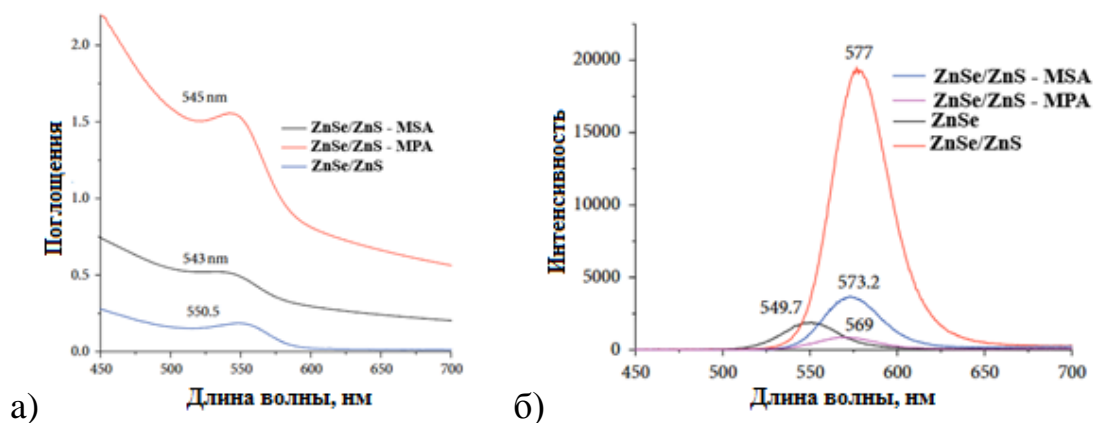 2.0
1.5
1.0
0.5
0.0
Поглощения
545 nm
543 nm
550.5
ZnSe/ZnS - MSA
ZnSe/ZnS - MPA
ZnSe/ZnS
450 500 550 600 650 700
Длина волны, нм
а)
20000
15000
10000
5000
0
Интенсивность
577
573.2
549.7
569
ZnSe/ZnS - MSA
ZnSe/ZnS - MPA
ZnSe
ZnSe/ZnS
450 500 550 600 650 700
Длина волны, нм
б)